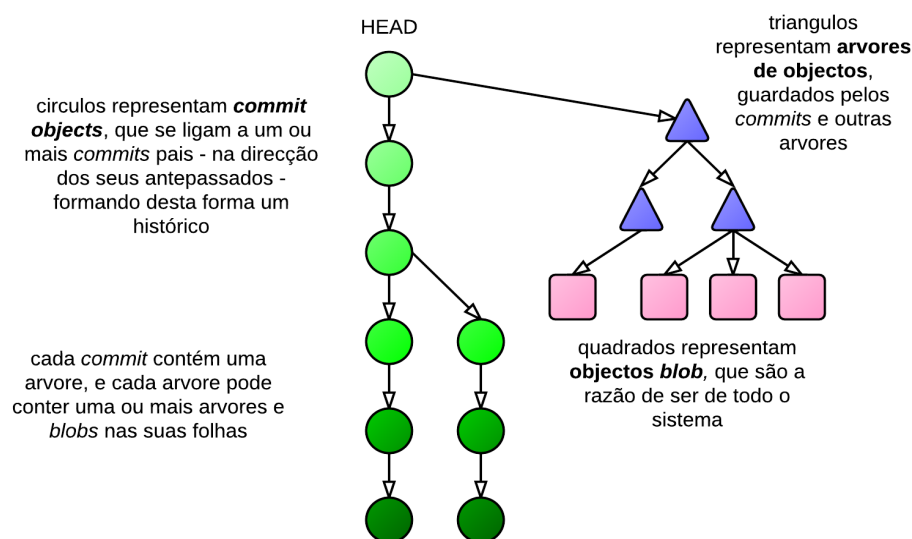 HEAD
triangulos
representam arvores
de objectos,
guardados pelos
commits e outras
arvores
circulos representam commit
objects, que se ligam a um ou
mais commits pais - na direcção
dos seus antepassados -
formando desta forma um
histórico
quadrados representam
objectos blob, que são a
razão de ser de todo o
sistema
cada commit contém uma
arvore, e cada arvore pode
conter uma ou mais arvores e
blobs nas suas folhas